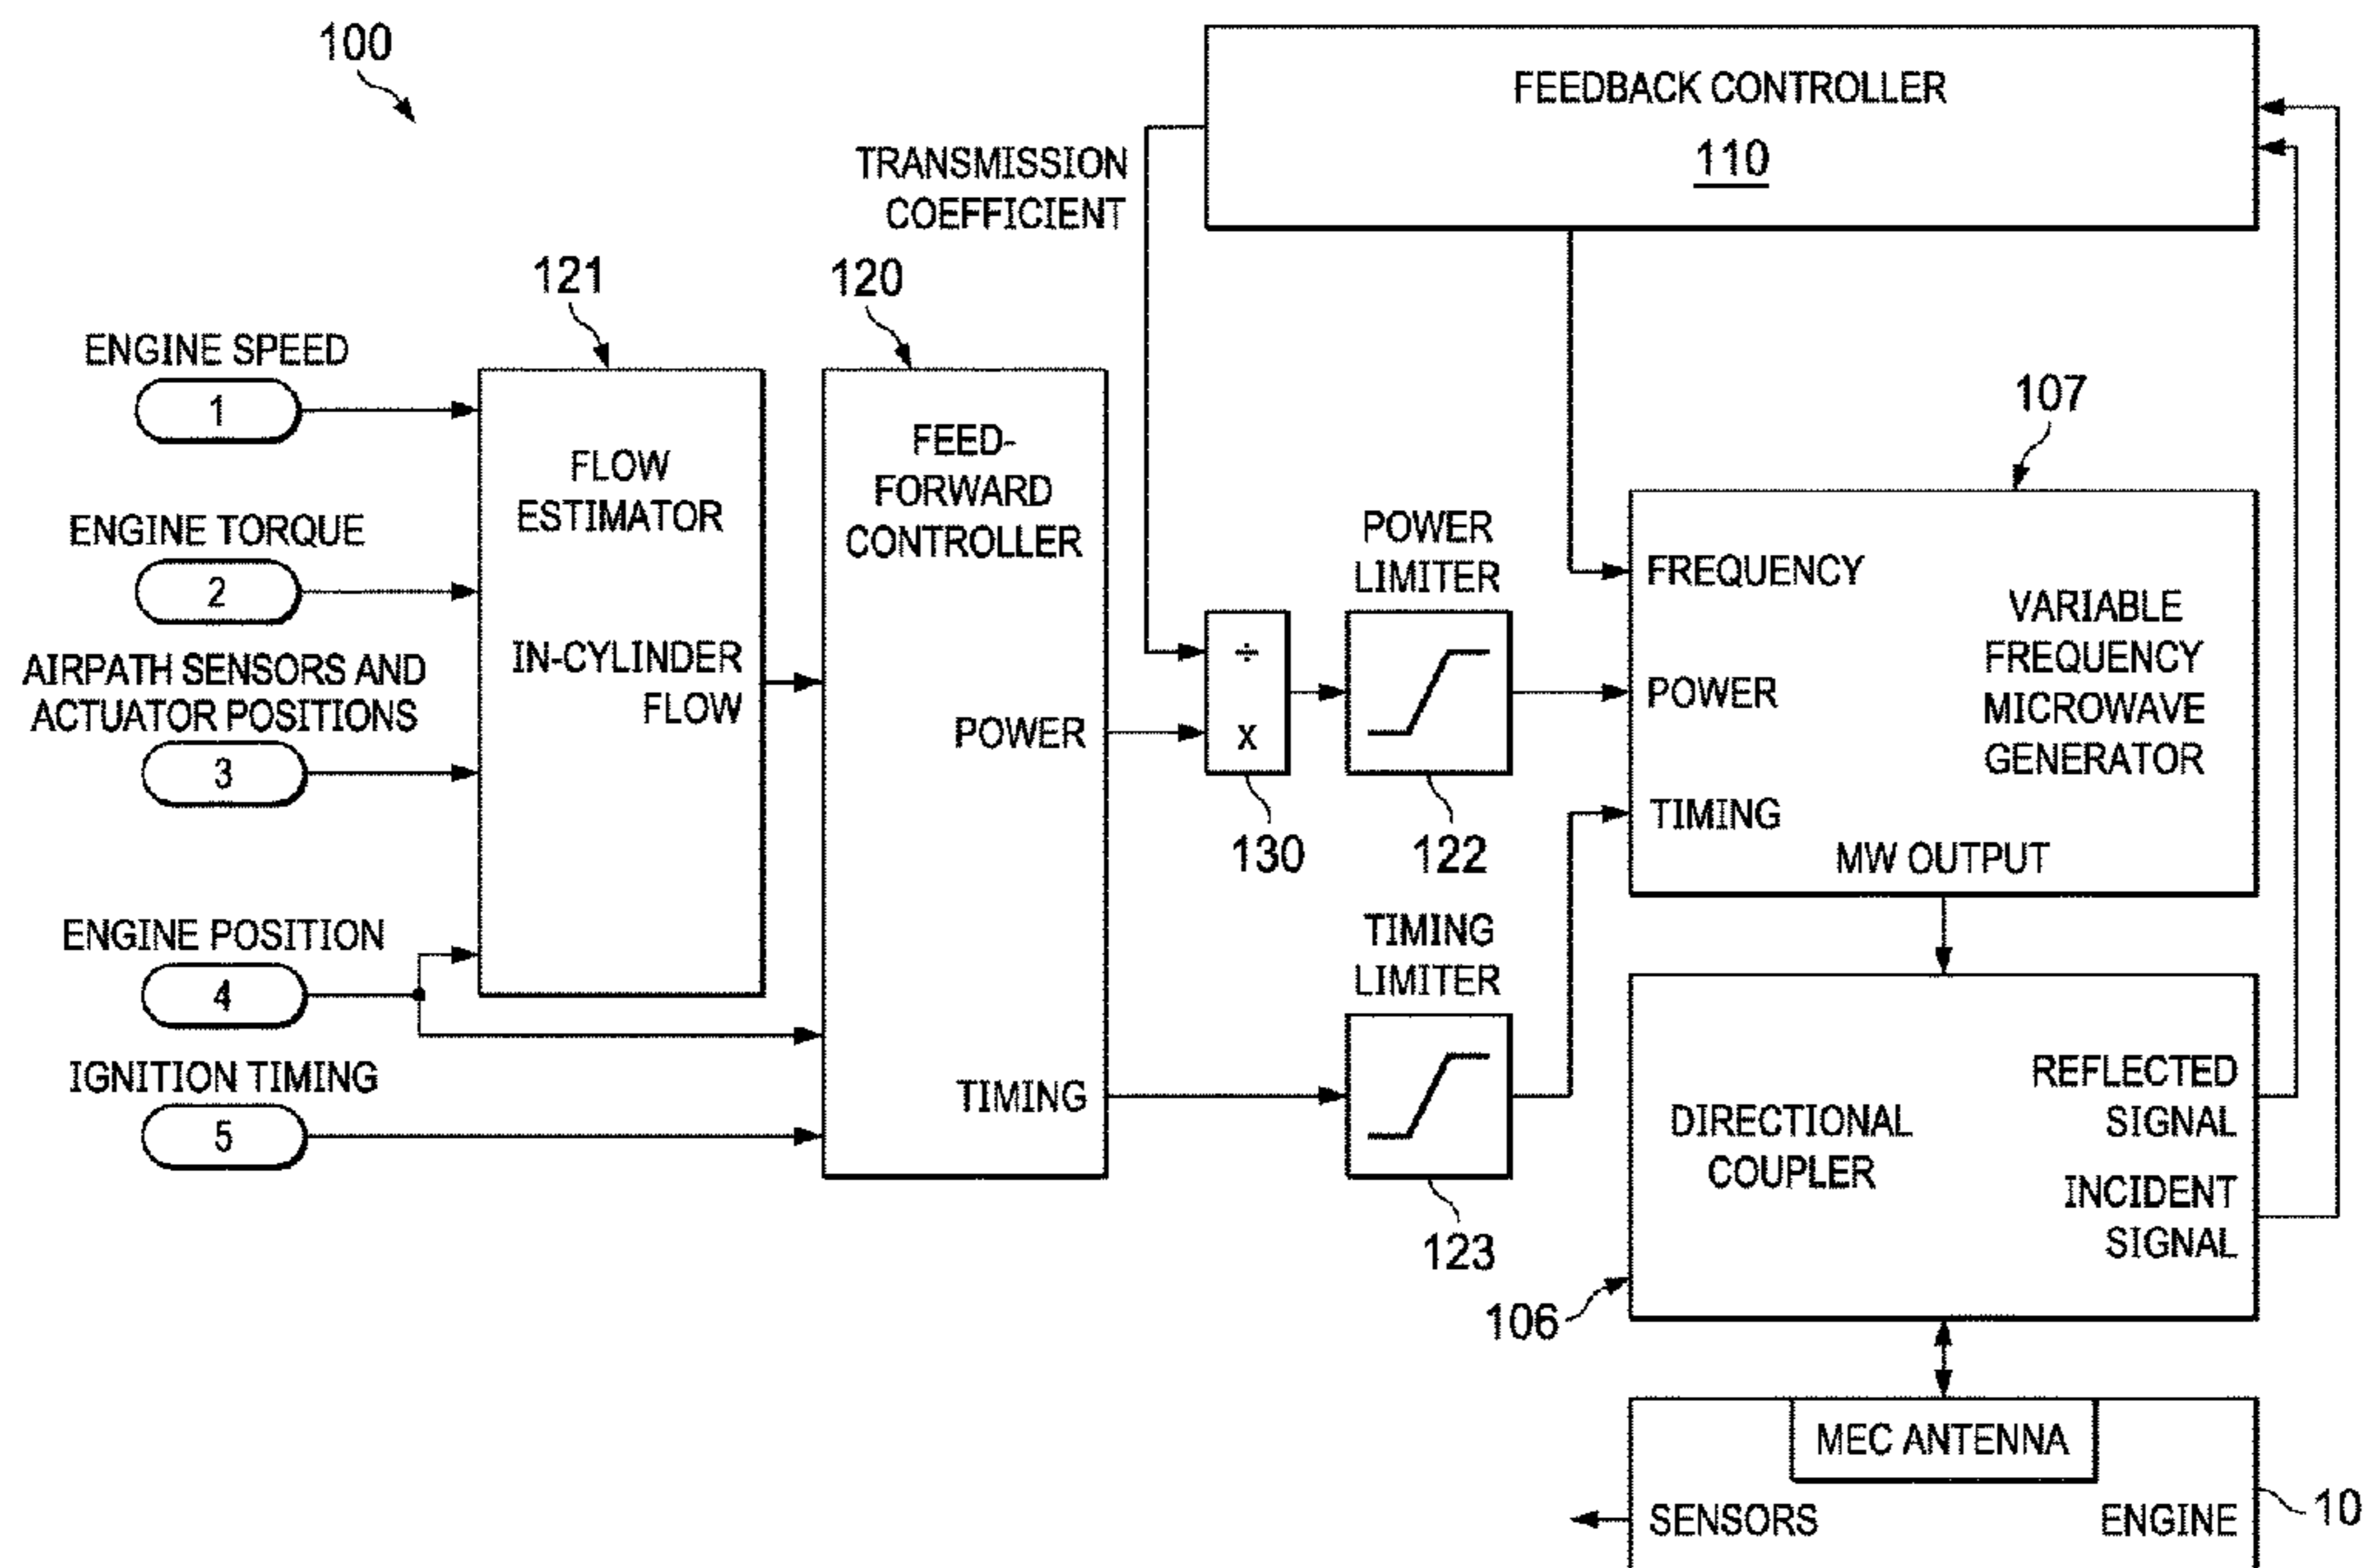 100
FEEDBACK CONTROLLER
110
TRANSMISSION
COEFFICIENT
121
120
ENGINE SPEED
1
ENGINE TORQUE
2
AIRPATH SENSORS AND
ACTUATOR POSITIONS
3
ENGINE POSITION
4
IGNITION TIMING
5
FLOW
ESTIMATOR
IN-CYLINDER
FLOW
FEED-
FORWARD
CONTROLLER
POWER
TIMING
÷
x
130
POWER
LIMITER
122
TIMING
LIMITER
123
107
FREQUENCY
POWER
TIMING
VARIABLE
FREQUENCY
MICROWAVE
GENERATOR
MW OUTPUT
DIRECTIONAL
COUPLER
REFLECTED
SIGNAL
INCIDENT
SIGNAL
106
MEC ANTENNA
SENSORS
ENGINE
10